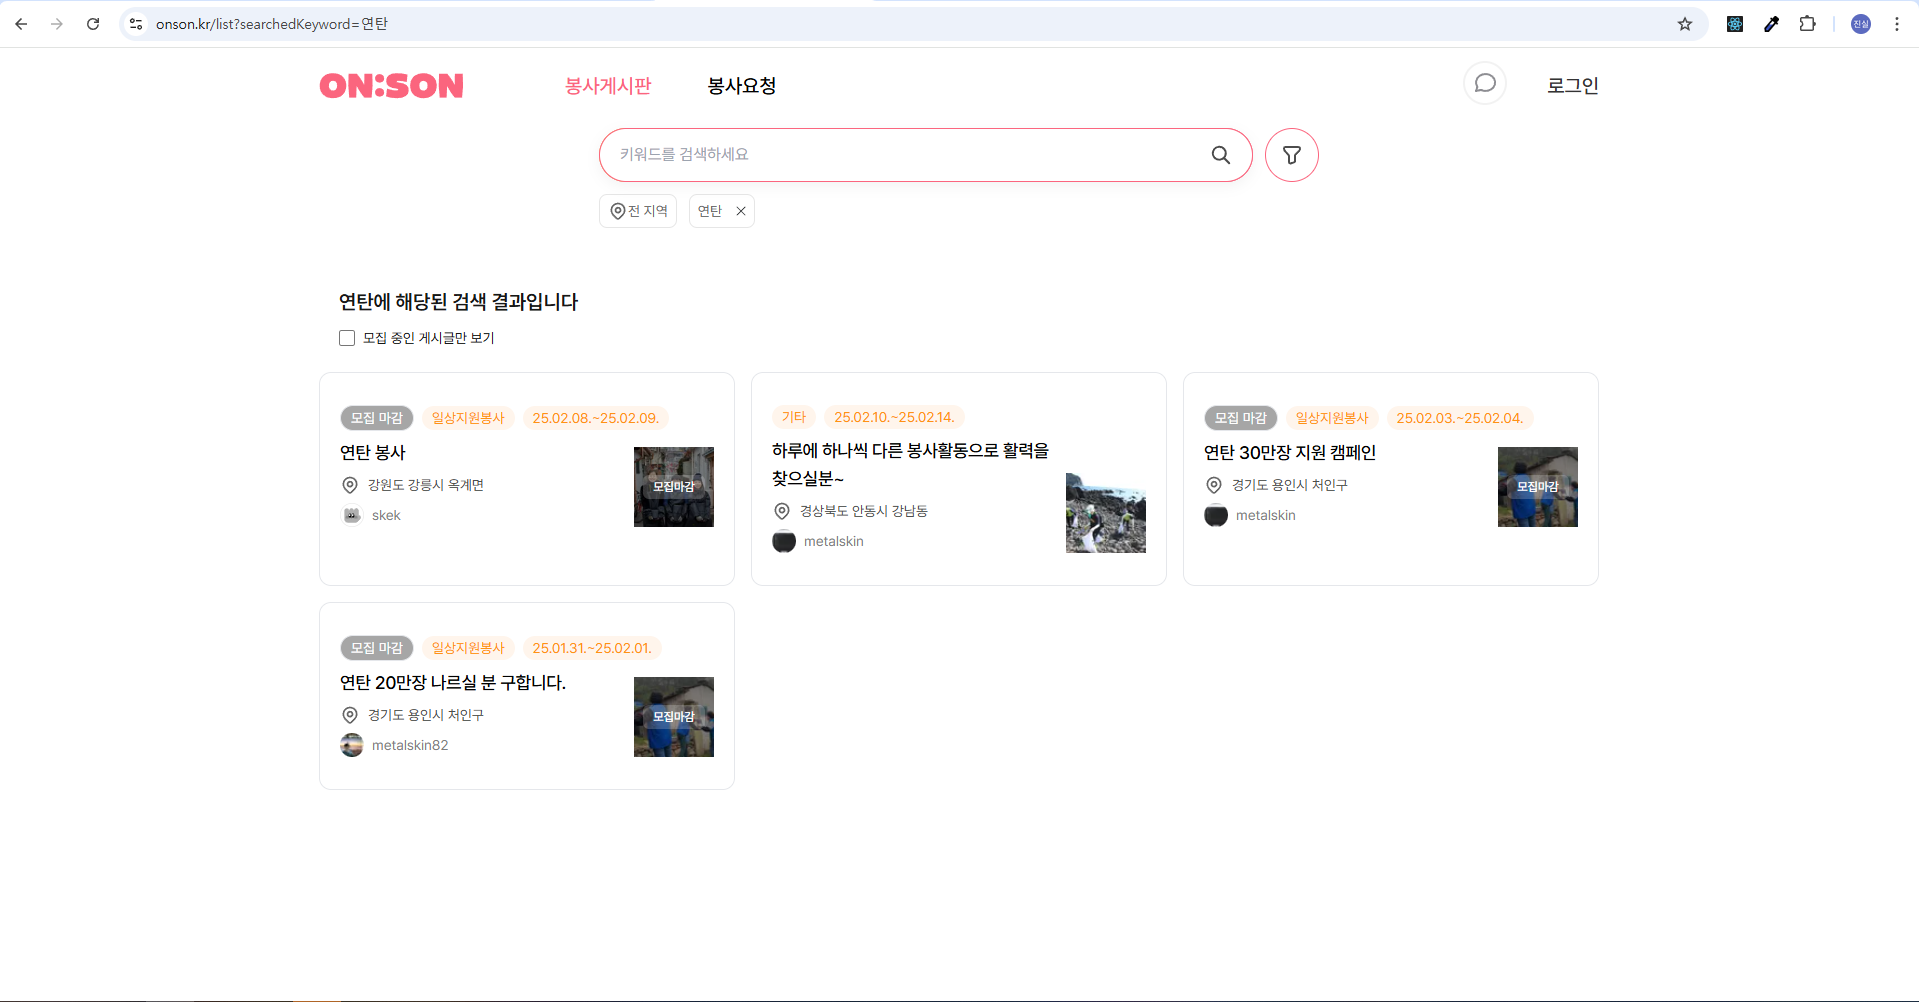 onson.kr/list?searchedKeyword=연탄
진실
ON:SON
봉사게시판
봉사요청
로그인
키워드를 검색하세요
전 지역
연탄
연탄에 해당된 검색 결과입니다
모집 중인 게시글만 보기
모집 마감 일상지원봉사 25.02.08.~25.02.09.
연탄 봉사
강원도 강릉시 옥계면
skek
모집마감
기타 25.02.10.~25.02.14.
하루에 하나씩 다른 봉사활동으로 활력을
찾으실분~
경상북도 안동시 강남동
metalskin
모집 마감 일상지원봉사 25.02.03.~25.02.04.
연탄 30만장 지원 캠페인
경기도 용인시 처인구
metalskin
모집마감
모집 마감 일상지원봉사 25.01.31.~25.02.01.
연탄 20만장 나르실 분 구합니다.
경기도 용인시 처인구
metalskin82
모집마감